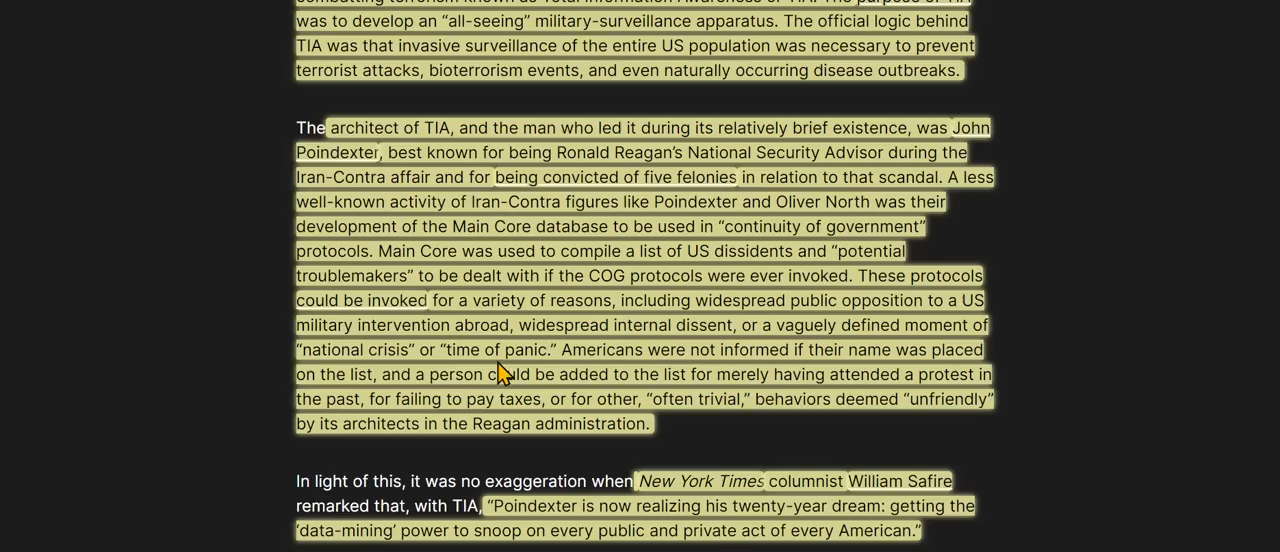 was to develop an “all-seeing” military-surveillance apparatus. The official logic behind
TIA was that invasive surveillance of the entire US population was necessary to prevent
terrorist attacks, bioterrorism events, and even naturally occurring disease outbreaks.
The architect of TIA, and the man who led it during its relatively brief existence, was John
Poindexter, best known for being Ronald Reagan’s National Security Advisor during the
Iran-Contra affair and for being convicted of five felonies in relation to that scandal. A less
well-known activity of Iran-Contra figures like Poindexter and Oliver North was their
development of the Main Core database to be used in “continuity of government”
protocols. Main Core was used to compile a list of US dissidents and “potential
troublemakers” to be dealt with if the COG protocols were ever invoked. These protocols
could be invoked for a variety of reasons, including widespread public opposition to a US
military intervention abroad, widespread internal dissent, or a vaguely defined moment of
“national crisis” or “time of panic.” Americans were not informed if their name was placed
on the list, and a person could be added to the list for merely having attended a protest in
the past, for failing to pay taxes, or for other, “often trivial,” behaviors deemed “unfriendly”
by its architects in the Reagan administration.
In light of this, it was no exaggeration when New York Times columnist William Safire
remarked that, with TIA, “Poindexter is now realizing his twenty-year dream: getting the
‘data-mining’ power to snoop on every public and private act of every American.”